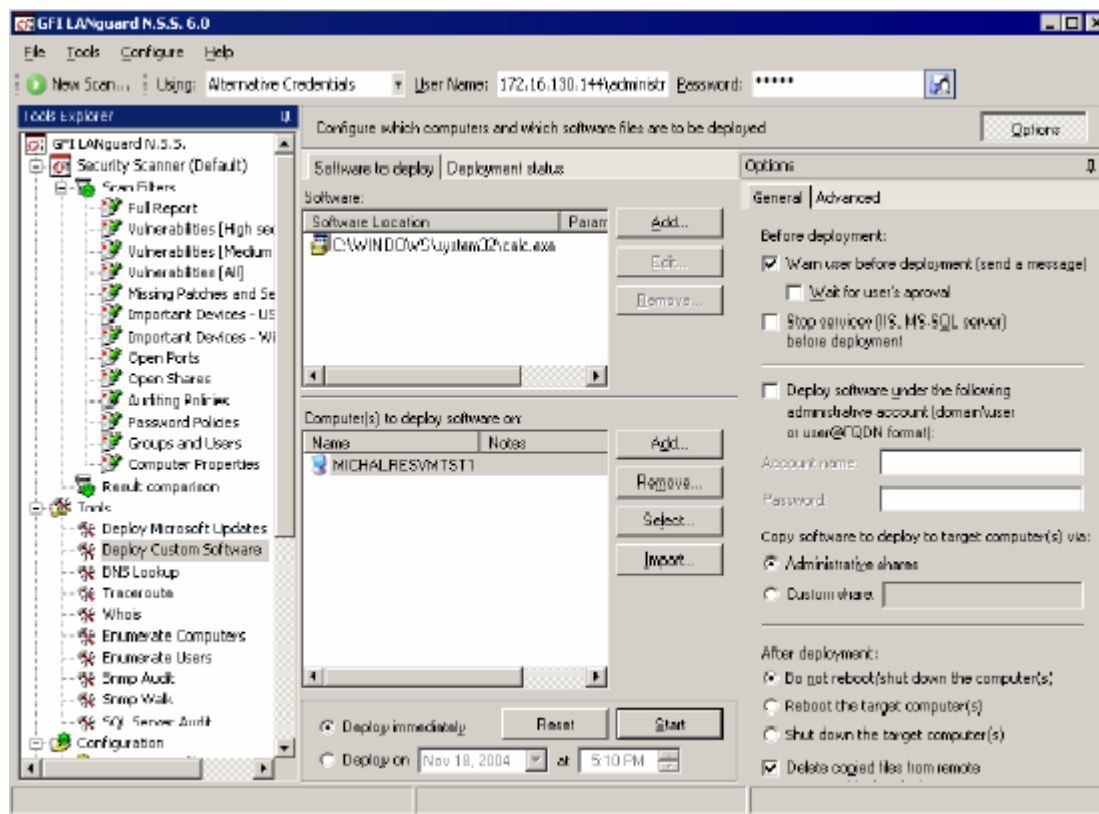 GFI LANguard N.S.S. 6.0
File Tools Configure Help
New Scan... Using: Alternative Credentials User Name: 172.16.130.144\administr Password: *****
Tools Explorer
GFI LANguard N.S.S.
Security Scanner (Default)
Scan Filters
Full Report
Vulnerabilities [High sec
Vulnerabilities [Medium
Vulnerabilities [All]
Missing Patches and Se
Important Devices - US
Important Devices - Wi
Open Ports
Open Shares
Auditing Policies
Password Policies
Groups and Users
Computer Properties
Result comparison
Tools
Deploy Microsoft Updates
Deploy Custom Software
DNS Lookup
Traceroute
Whois
Enumerate Computers
Enumerate Users
Snmp Audit
Snmp Walk
SQL Server Audit
Configuration
Configure which computers and which software files are to be deployed
Options
Software to deploy Deployment status
Software:
Software Location Param
C:\WINDOWS\system32\calc.exe
Add...
Edit...
Remove...
Computer(s) to deploy software on:
Name Notes
MICHALRESVMTST1
Add...
Remove...
Select...
Import...
Deploy immediately Reset Start
Deploy on Nov 18, 2004 at 5:10 PM
Options
General Advanced
Before deployment:
Warn user before deployment (send a message)
Wait for user's aproval
Stop services (IIS, MS-SQL server)
before deployment
Deploy software under the following
administrative account (domain\user
or user@FQDN format):
Account name:
Password:
Copy software to deploy to target computer(s) via:
Administrative shares
Custom share:
After deployment:
Do not reboot/shut down the computer(s)
Reboot the target computer(s)
Shut down the target computer(s)
Delete copied files from remote